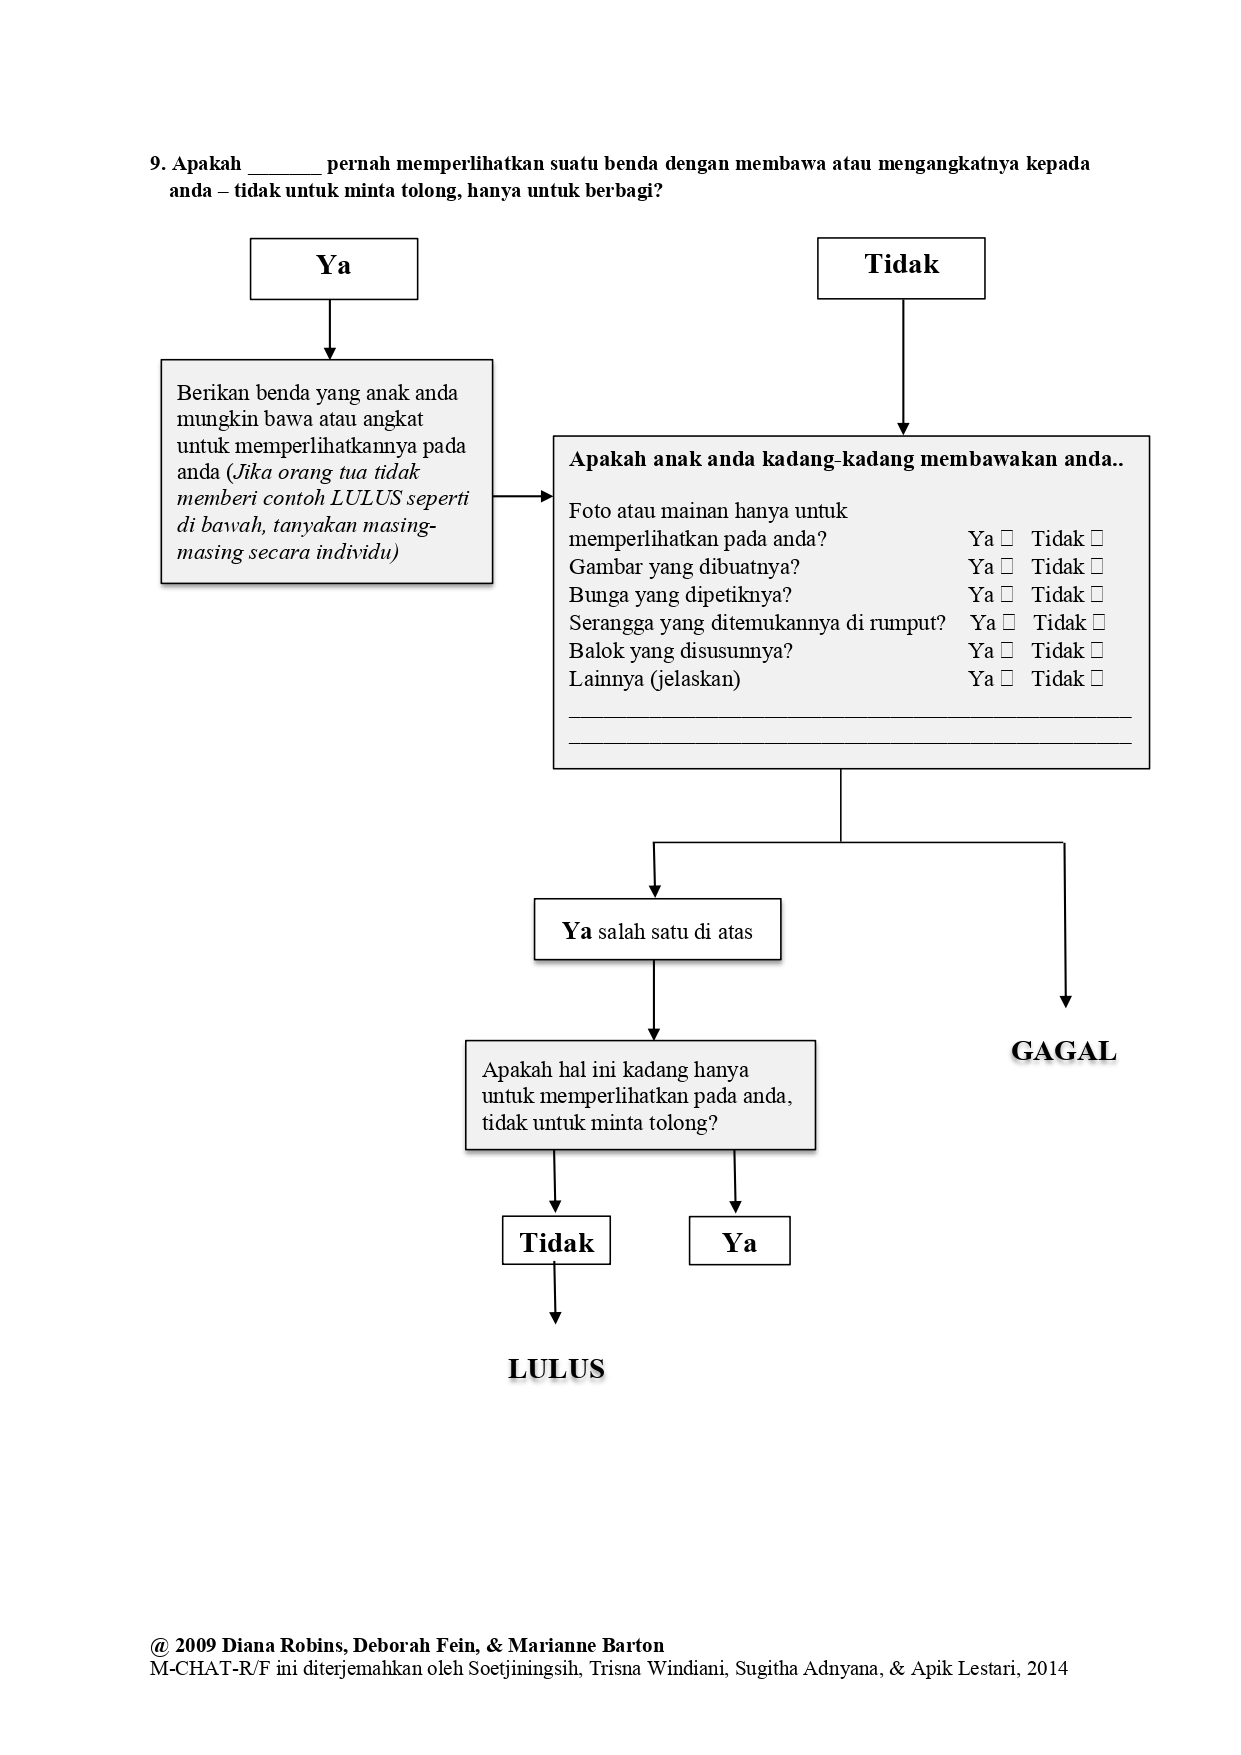 9. Apakah _______ pernah memperlihatkan suatu benda dengan membawa atau mengangkatnya kepada
anda – tidak untuk minta tolong, hanya untuk berbagi?
Ya
Tidak
Berikan benda yang anak anda
mungkin bawa atau angkat
untuk memperlihatkannya pada
anda (Jika orang tua tidak
memberi contoh LULUS seperti
di bawah, tanyakan masing-
masing secara individu)
Apakah anak anda kadang-kadang membawakan anda..
Foto atau mainan hanya untuk
memperlihatkan pada anda? Ya □ Tidak □
Gambar yang dibuatnya? Ya □ Tidak □
Bunga yang dipetiknya? Ya □ Tidak □
Serangga yang ditemukannya di rumput? Ya □ Tidak □
Balok yang disusunnya? Ya □ Tidak □
Lainnya (jelaskan) Ya □ Tidak □
Ya salah satu di atas
GAGAL
Apakah hal ini kadang hanya
untuk memperlihatkan pada anda,
tidak untuk minta tolong?
Tidak
Ya
LULUS
@ 2009 Diana Robins, Deborah Fein, & Marianne Barton
M-CHAT-R/F ini diterjemahkan oleh Soetjiningsih, Trisna Windiani, Sugitha Adnyana, & Apik Lestari, 2014